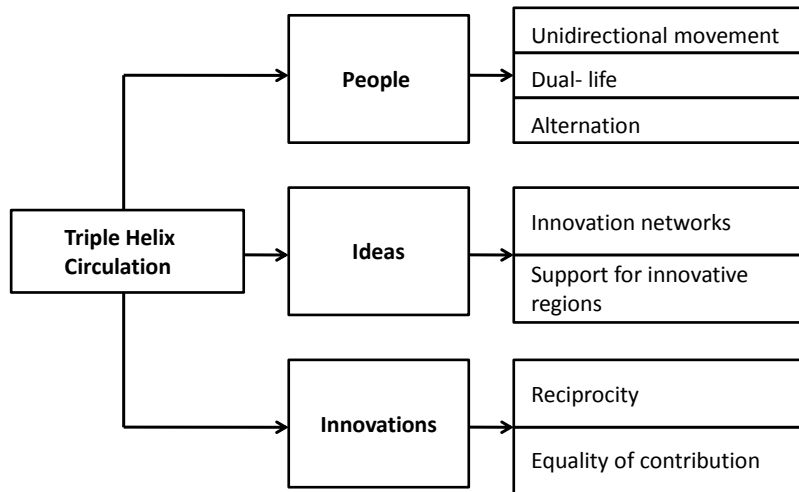 Unidirectional movement
People
Dual- life
Alternation
Triple Helix
Circulation
Ideas
Innovation networks
Support for innovative
regions
Innovations
Reciprocity
Equality of contribution